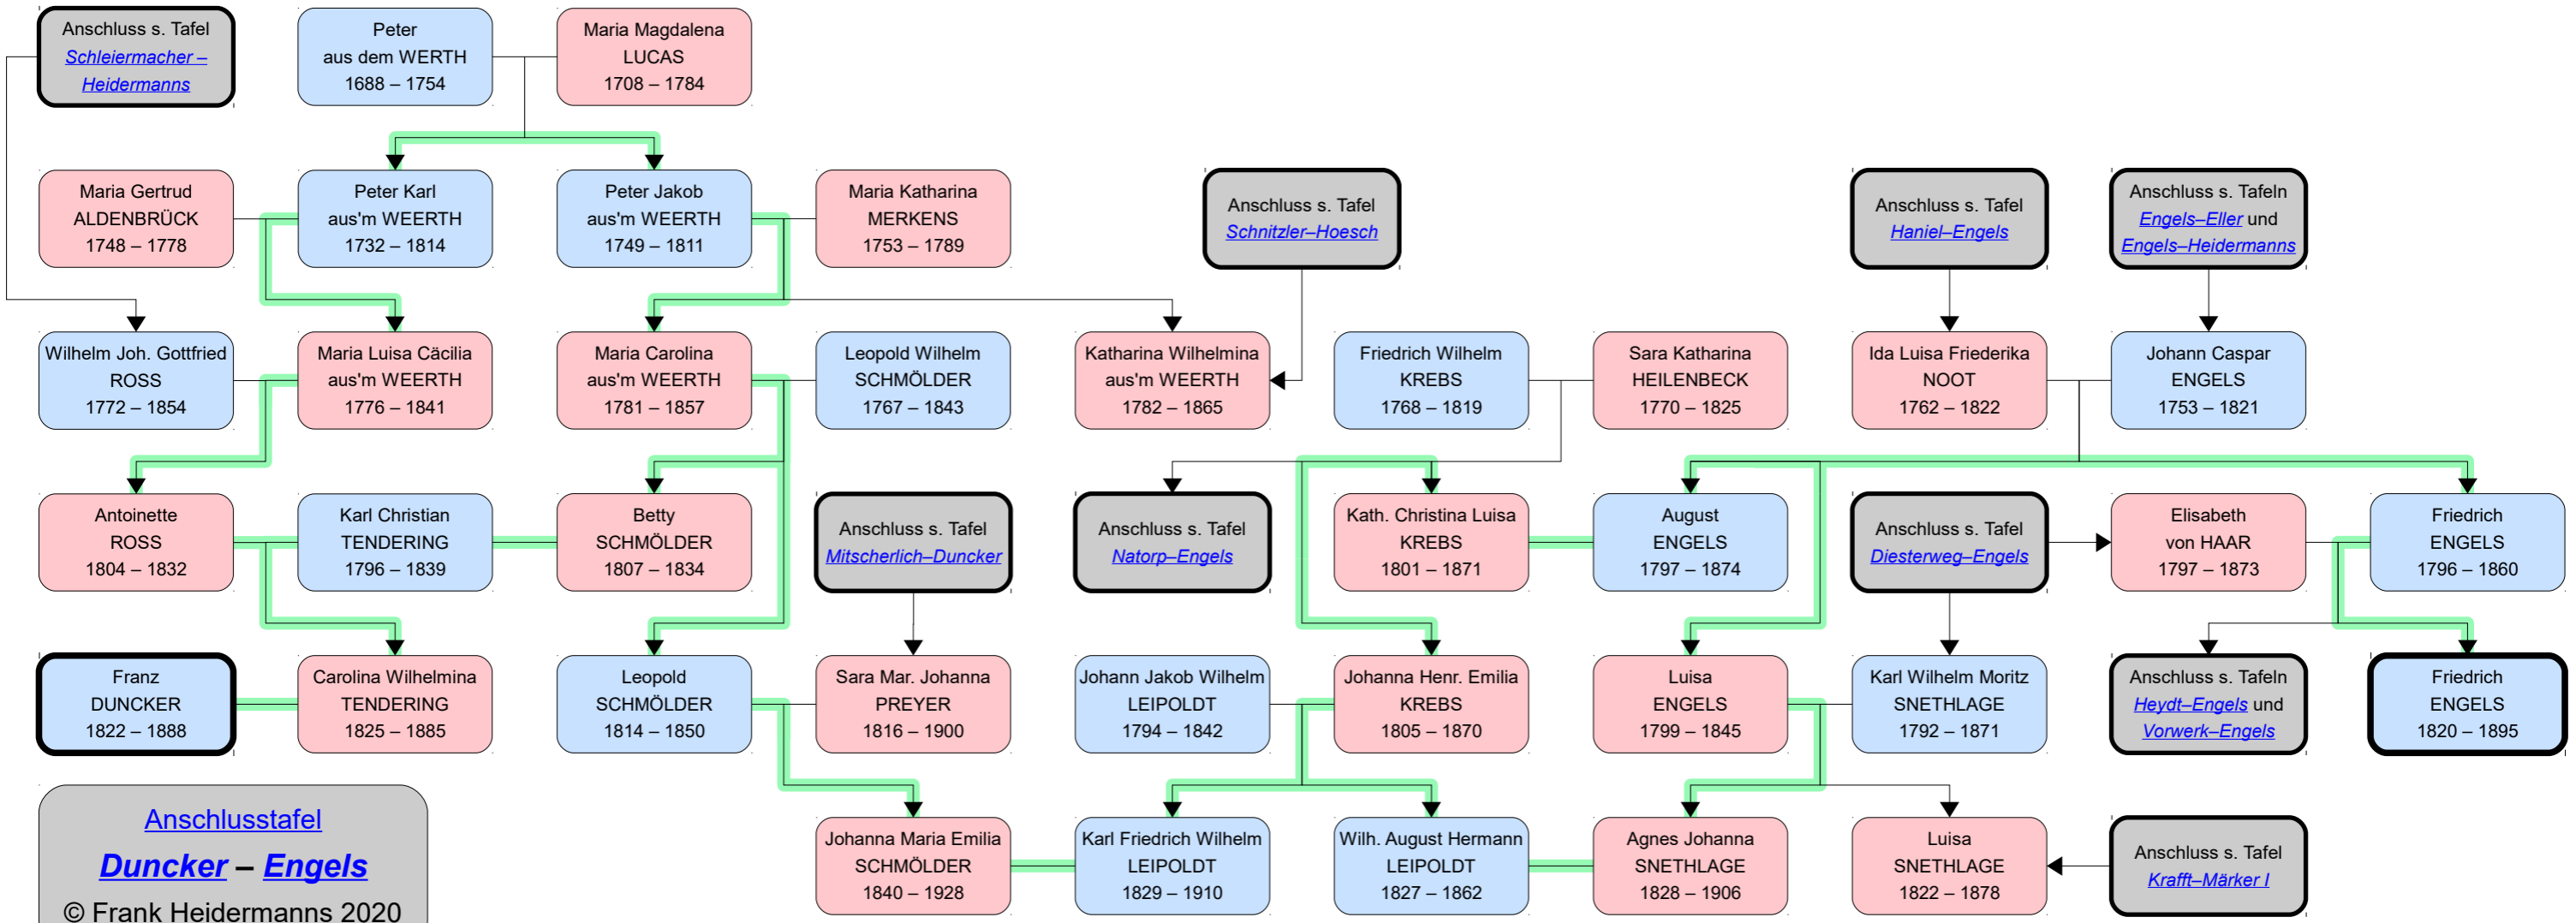 Anschluss s. Tafel
Schleiermacher –
Heidermanns
Peter
aus dem WERTH
1688 – 1754
Maria Magdalena
LUCAS
1708 – 1784
Maria Gertrud
ALDENBRÜCK
1748 – 1778
Peter Karl
aus'm WEERTH
1732 – 1814
Peter Jakob
aus'm WEERTH
1749 – 1811
Maria Katharina
MERKENS
1753 – 1789
Anschluss s. Tafel
Schnitzler–Hoesch
Anschluss s. Tafel
Haniel–Engels
Anschluss s. Tafeln
Engels–Eller und
Engels–Heidermanns
Wilhelm Joh. Gottfried
ROSS
1772 – 1854
Maria Luisa Cäcilia
aus'm WEERTH
1776 – 1841
Maria Carolina
aus'm WEERTH
1781 – 1857
Leopold Wilhelm
SCHMÖLDER
1767 – 1843
Katharina Wilhelmina
aus'm WEERTH
1782 – 1865
Friedrich Wilhelm
KREBS
1768 – 1819
Sara Katharina
HEILENBECK
1770 – 1825
Ida Luisa Friederika
NOOT
1762 – 1822
Johann Caspar
ENGELS
1753 – 1821
Antoinette
ROSS
1804 – 1832
Karl Christian
TENDERING
1796 – 1839
Betty
SCHMÖLDER
1807 – 1834
Anschluss s. Tafel
Mitscherlich–Duncker
Anschluss s. Tafel
Natorp–Engels
Kath. Christina Luisa
KREBS
1801 – 1871
August
ENGELS
1797 – 1874
Anschluss s. Tafel
Diesterweg–Engels
Elisabeth
von HAAR
1797 – 1873
Friedrich
ENGELS
1796 – 1860
Franz
DUNCKER
1822 – 1888
Carolina Wilhelmina
TENDERING
1825 – 1885
Leopold
SCHMÖLDER
1814 – 1850
Sara Mar. Johanna
PREYER
1816 – 1900
Johann Jakob Wilhelm
LEIPOLDT
1794 – 1842
Johanna Henr. Emilia
KREBS
1805 – 1870
Luisa
ENGELS
1799 – 1845
Karl Wilhelm Moritz
SNETHLAGE
1792 – 1871
Anschluss s. Tafeln
Heydt–Engels und
Vorwerk–Engels
Friedrich
ENGELS
1820 – 1895
Anschlusstafel
Duncker – Engels
© Frank Heidermanns 2020
Johanna Maria Emilia
SCHMÖLDER
1840 – 1928
Karl Friedrich Wilhelm
LEIPOLDT
1829 – 1910
Wilh. August Hermann
LEIPOLDT
1827 – 1862
Agnes Johanna
SNETHLAGE
1828 – 1906
Luisa
SNETHLAGE
1822 – 1878
Anschluss s. Tafel
Krafft–Märker I